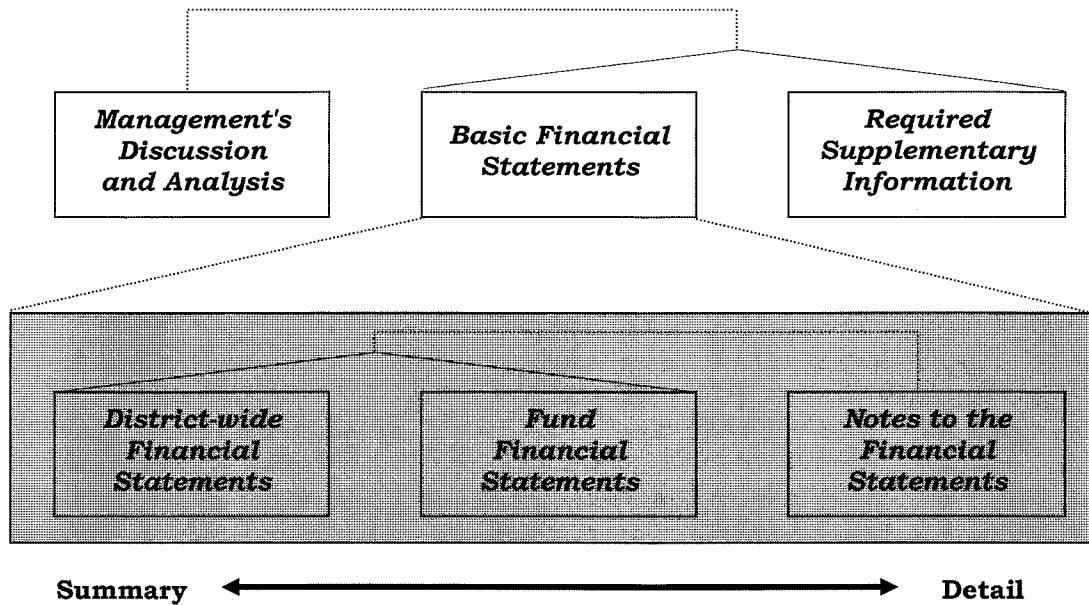 Management's
Discussion
and Analysis
Basic Financial
Statements
Required
Supplementary
Information
District-wide
Financial
Statements
Fund
Financial
Statements
Notes to the
Financial
Statements
Summary
Detail